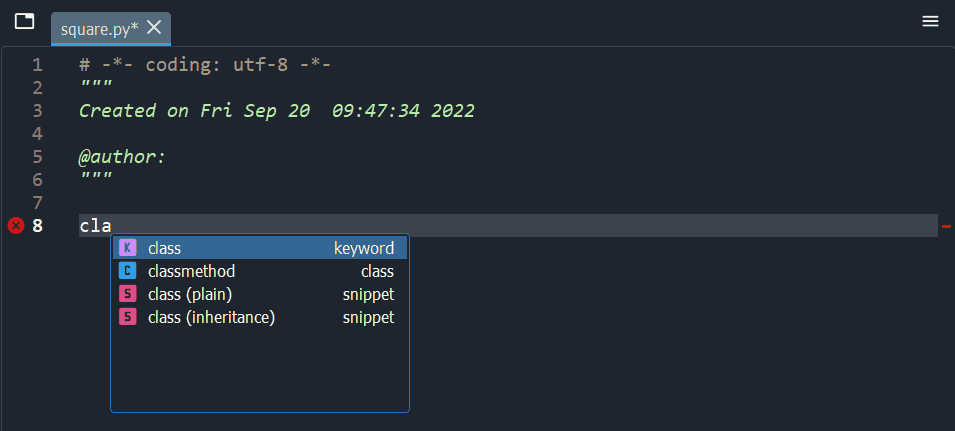 square.py*
1 # -*- coding: utf-8 -*-
2 """
3 Created on Fri Sep 20  09:47:34 2022
4
5 @author:
6 """
7
8 cla
K class keyword
C classmethod class
S class (plain) snippet
S class (inheritance) snippet